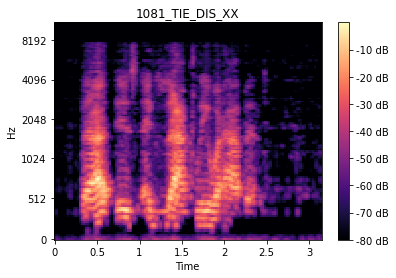 1081_TIE_DIS_XX
8192
4096
2048
1024
512
0
Hz
0 0.5 1 1.5 2 2.5 3
Time
-10 dB
-20 dB
-30 dB
-40 dB
-50 dB
-60 dB
-70 dB
-80 dB